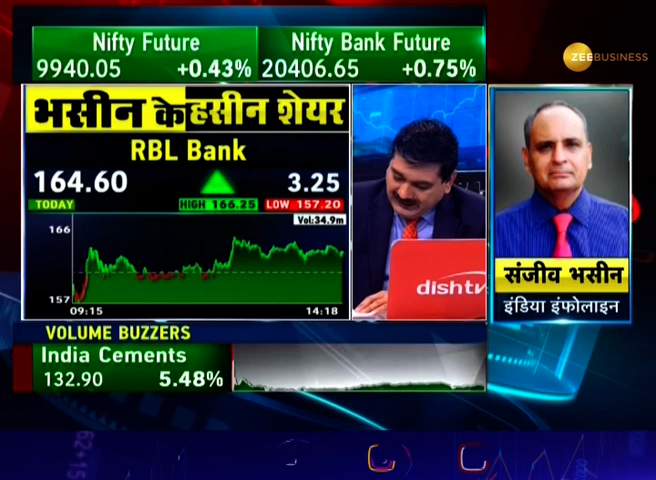 Nifty Future
9940.05 +0.43%
Nifty Bank Future
20406.65 +0.75%
ZEEBUSINESS
भसीन के हसीन शेयर
RBL Bank
164.60 3.25
TODAY HIGH 166.25 LOW 157.20
Vol:34.9m
166
157
09:15 14:18
dishtv
संजीव भसीन
इंडिया इंफोलाइन
VOLUME BUZZERS
India Cements
132.90 5.48%